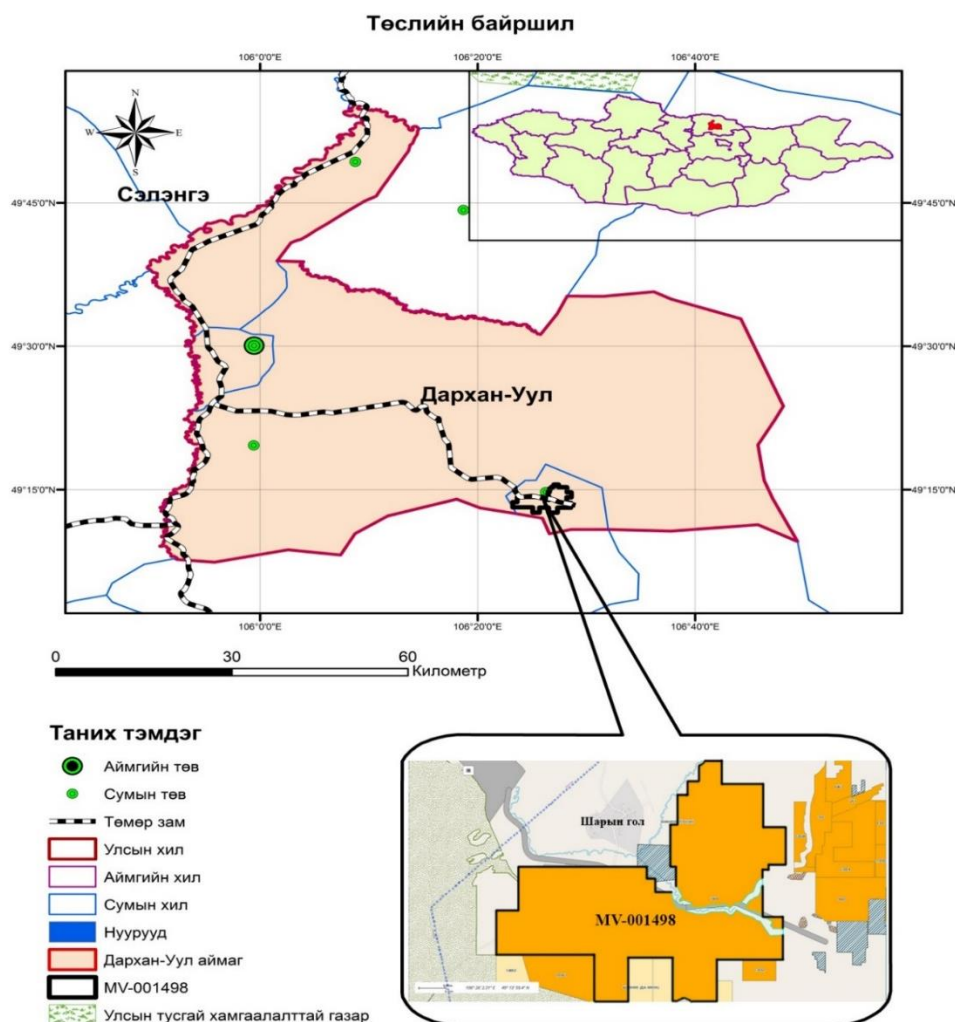 Төслийн байршил
106°0'0"E 106°20'0"E 106°40'0"E
N
W E
S
Сэлэнгэ
49°45'0"N 49°45'0"N
49°30'0"N 49°30'0"N
Дархан-Уул
49°15'0"N 49°15'0"N
106°0'0"E 106°20'0"E 106°40'0"E
0 30 60
Километр
Таних тэмдэг
Аймгийн төв
Сумын төв
Төмөр зам
Улсын хил
Аймгийн хил
Сумын хил
Нуурууд
Дархан-Уул аймаг
MV-001498
Улсын тусгай хамгаалалттай газар
Шарын гол
MV-001498